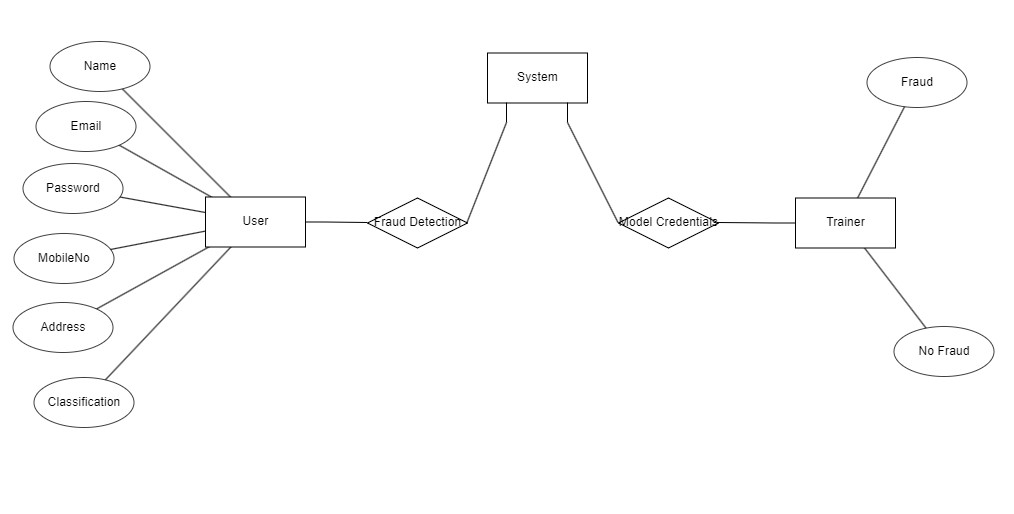 Name
Email
Password
MobileNo
Address
Classification
User
Fraud Detection
System
Model Credentials
Trainer
Fraud
No Fraud